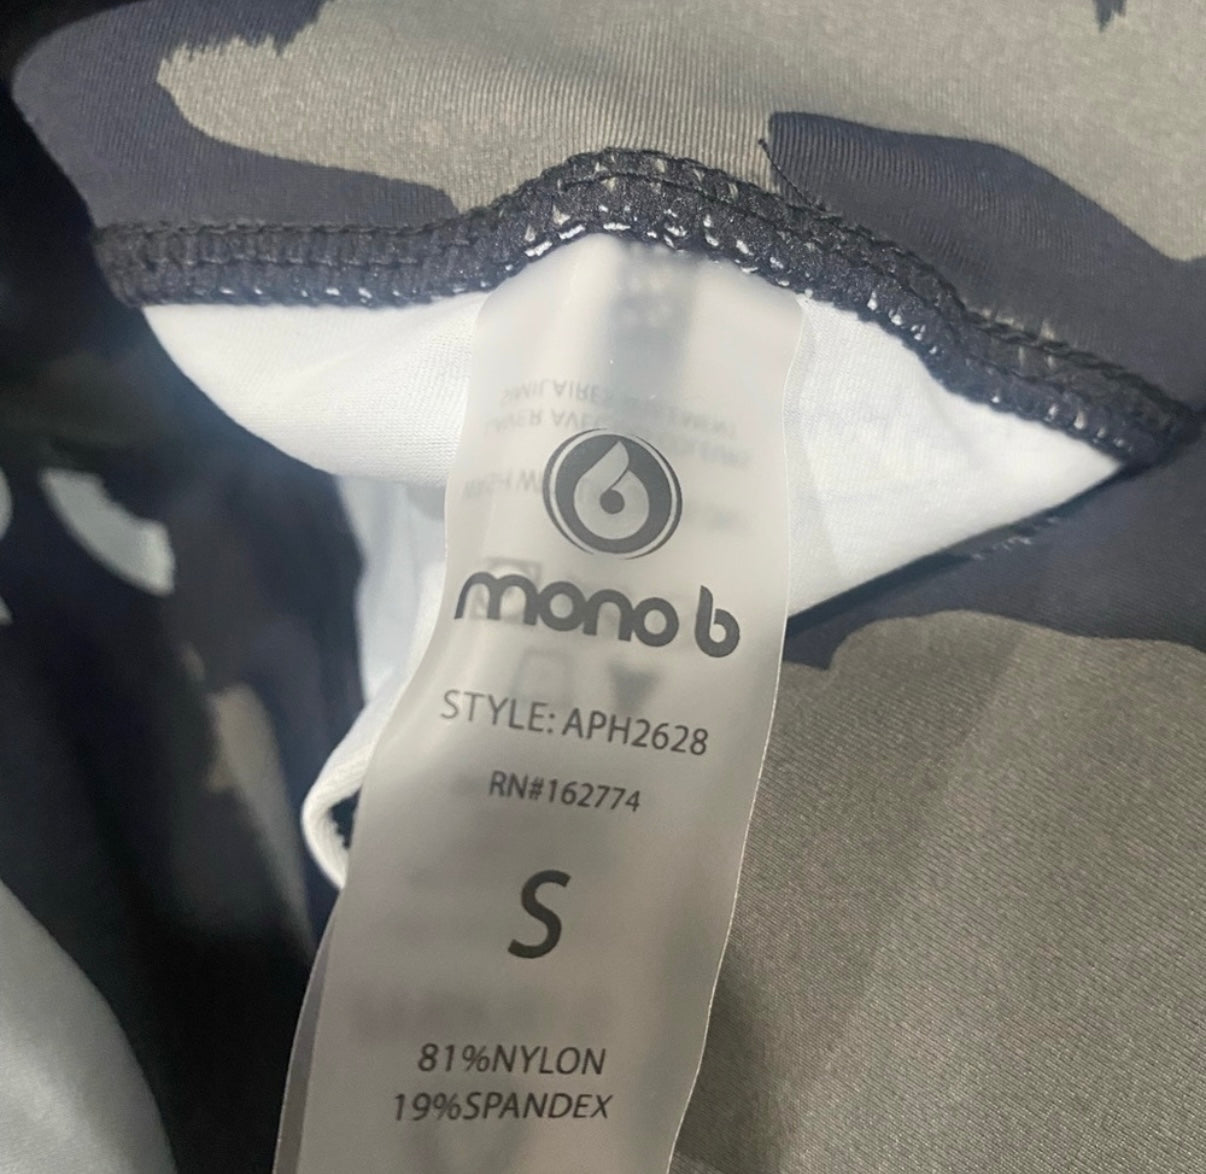 mono b
STYLE: APH2628
RN#162774
S
81%NYLON
19%SPANDEX